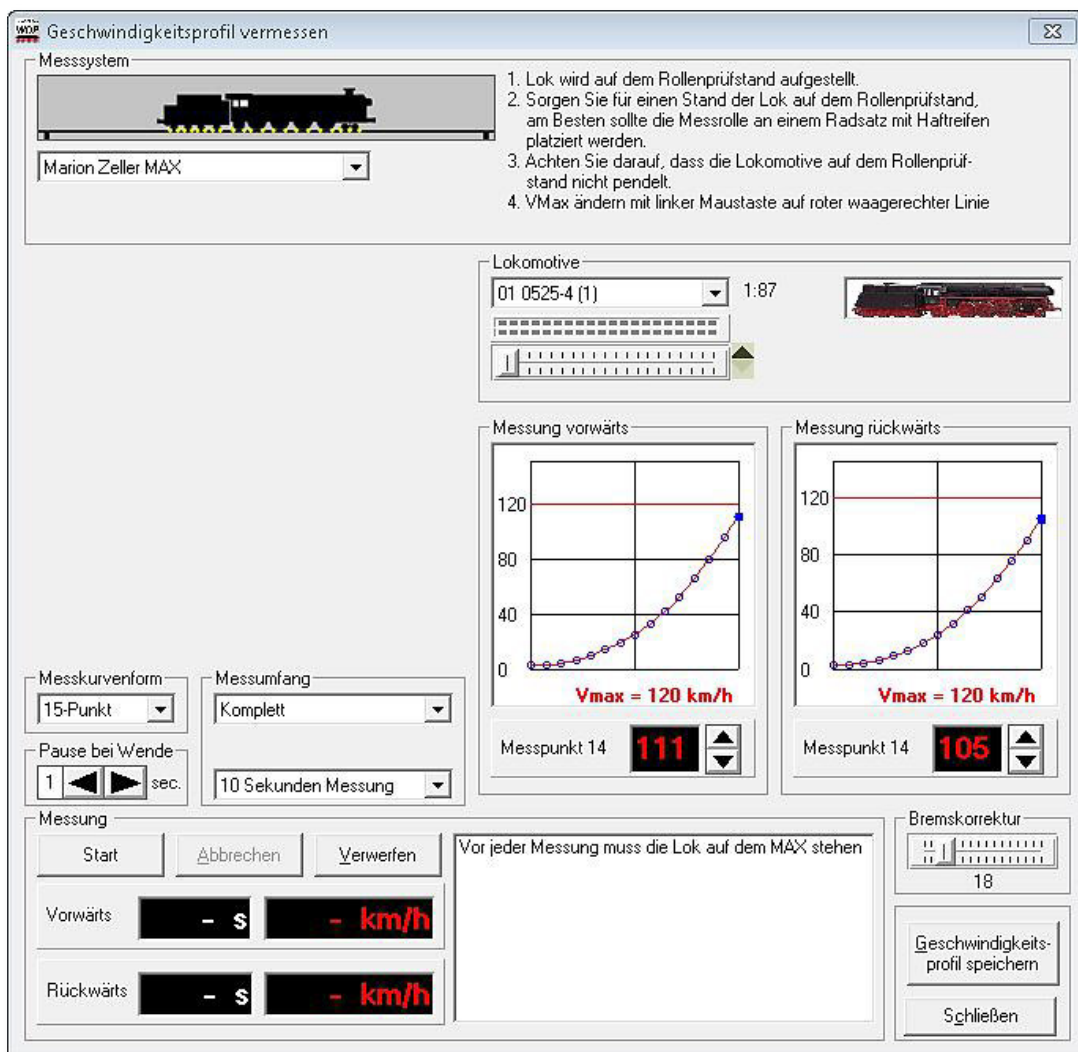 WDP
Geschwindigkeitsprofil vermessen
Messsystem
Marion Zeller MAX
1. Lok wird auf dem Rollenprüfstand aufgestellt.
2. Sorgen Sie für einen Stand der Lok auf dem Rollenprüfstand,
am Besten sollte die Messrolle an einem Radsatz mit Haftreifen
platziert werden.
3. Achten Sie darauf, dass die Lokomotive auf dem Rollenprüf-
stand nicht pendelt.
4. VMax ändern mit linker Maustaste auf roter waagerechter Linie
Lokomotive
01 0525-4 (1)
1:87
Messung vorwärts
120
80
40
0
Vmax = 120 km/h
Messpunkt 14
111
Messung rückwärts
120
80
40
0
Vmax = 120 km/h
Messpunkt 14
105
Messkurvenform
15-Punkt
Messumfang
Komplett
Pause bei Wende
1
sec.
10 Sekunden Messung
Messung
Start
Abbrechen
Verwerfen
Vorwärts
- s
- km/h
Rückwärts
- s
- km/h
Vor jeder Messung muss die Lok auf dem MAX stehen
Bremskorrektur
18
Geschwindigkeits-
profil speichern
Schließen